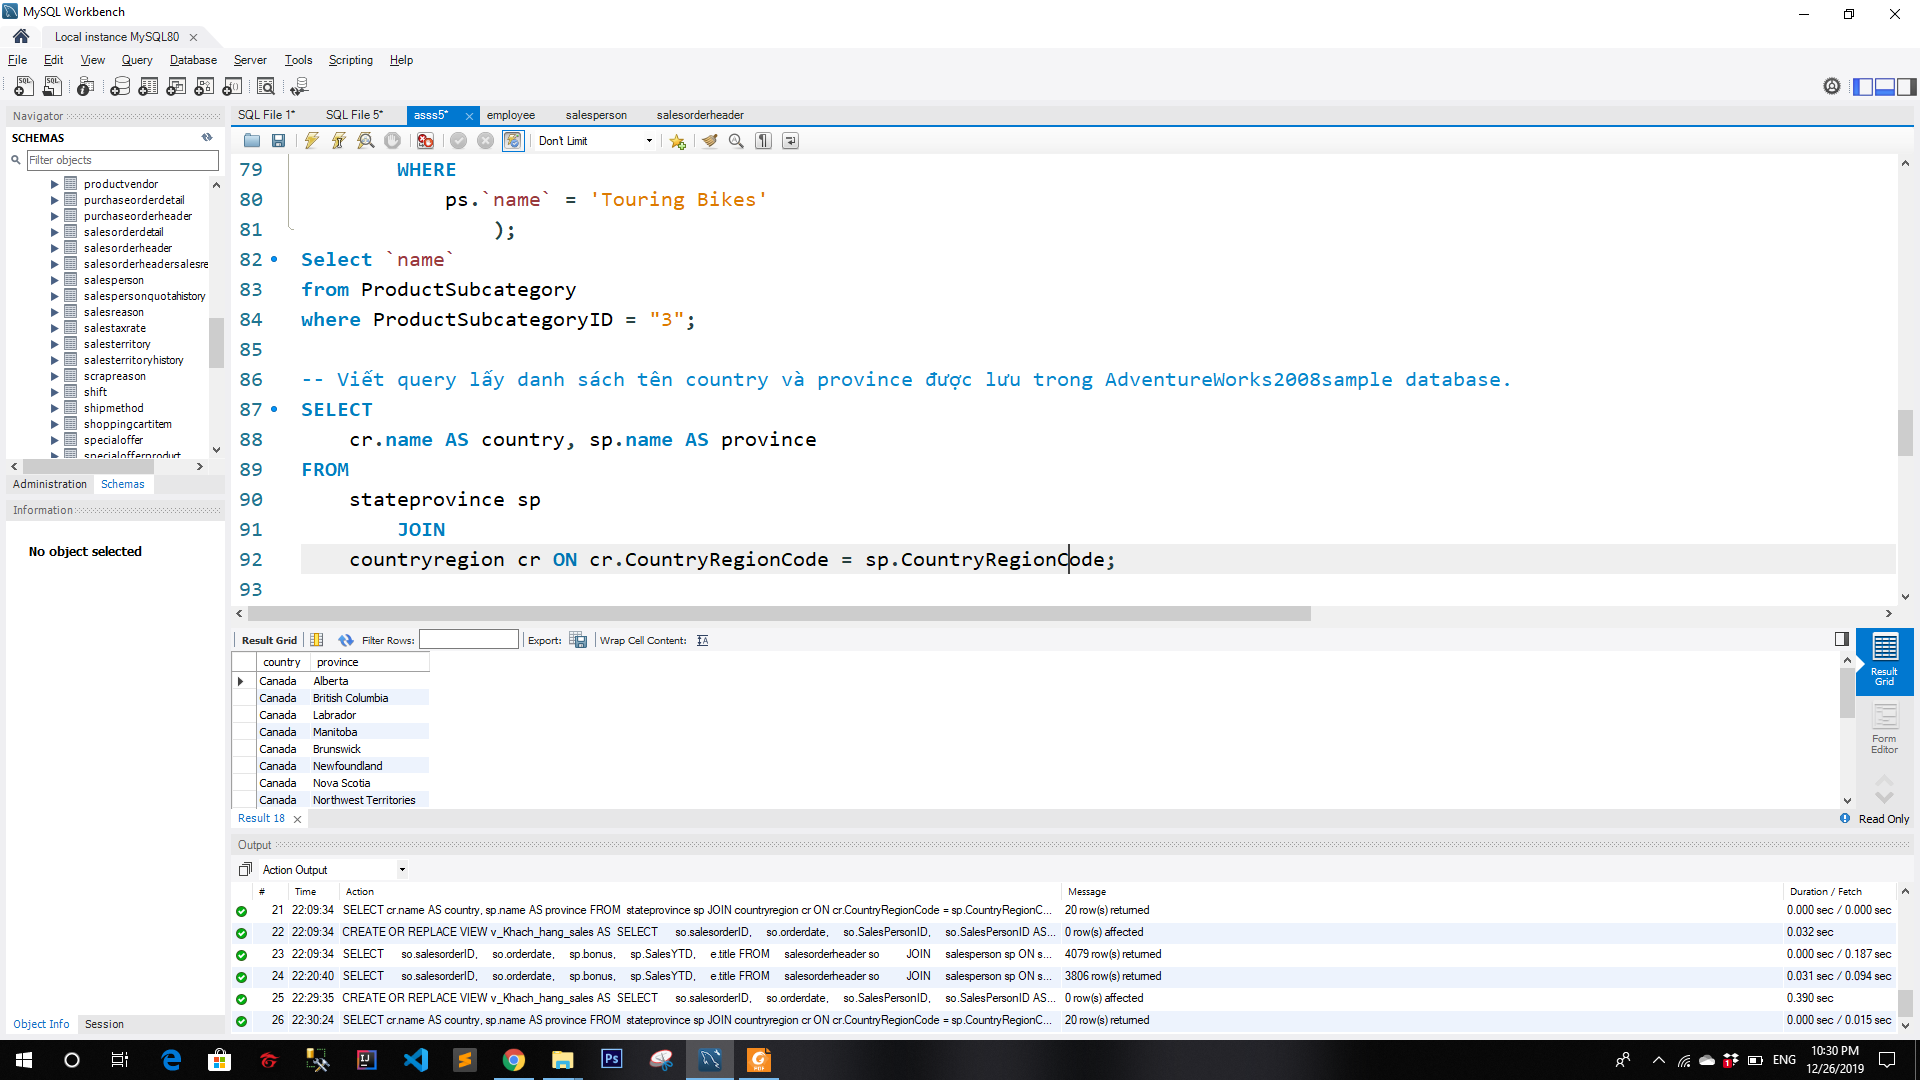 MySQL Workbench
Local instance MySQL80
File Edit View Query Database Server Tools Scripting Help
Navigator
SCHEMAS
Filter objects
productvendor
purchaseorderdetail
purchaseorderheader
salesorderdetail
salesorderheader
salesorderheadersalesre
salesperson
salespersonquotahistory
salesreason
salestaxrate
salesterritory
salesterritoryhistory
scrapreason
shift
shipmethod
shoppingcartitem
specialoffer
specialofferproduct
Administration Schemas
Information
No object selected
Object Info Session
SQL File 1* SQL File 5* asss5* employee salesperson salesorderheader
Don't Limit
79 WHERE
80 ps.`name` = 'Touring Bikes'
81 );
82 Select `name`
83 from ProductSubcategory
84 where ProductSubcategoryID = "3";
85
86 -- Viết query lấy danh sách tên country và province được lưu trong AdventureWorks2008sample database.
87 SELECT
88 cr.name AS country, sp.name AS province
89 FROM
90 stateprovince sp
91 JOIN
92 countryregion cr ON cr.CountryRegionCode = sp.CountryRegionCode;
93
Result Grid Filter Rows: Export: Wrap Cell Content:
country province
Canada Alberta
Canada British Columbia
Canada Labrador
Canada Manitoba
Canada Brunswick
Canada Newfoundland
Canada Nova Scotia
Canada Northwest Territories
Result Grid
Form Editor
Result 18
Read Only
Output
Action Output
# Time Action Message Duration / Fetch
21 22:09:34 SELECT cr.name AS country, sp.name AS province FROM stateprovince sp JOIN countryregion cr ON cr.CountryRegionCode = sp.CountryRegionC... 20 row(s) returned 0.000 sec / 0.000 sec
22 22:09:34 CREATE OR REPLACE VIEW v_Khach_hang_sales AS SELECT so.salesorderID, so.orderdate, so.SalesPersonID, so.SalesPersonID AS... 0 row(s) affected 0.032 sec
23 22:09:34 SELECT so.salesorderID, so.orderdate, sp.bonus, sp.SalesYTD, e.title FROM salesorderheader so JOIN salesperson sp ON s... 4079 row(s) returned 0.000 sec / 0.187 sec
24 22:20:40 SELECT so.salesorderID, so.orderdate, sp.bonus, sp.SalesYTD, e.title FROM salesorderheader so JOIN salesperson sp ON s... 3806 row(s) returned 0.031 sec / 0.094 sec
25 22:29:35 CREATE OR REPLACE VIEW v_Khach_hang_sales AS SELECT so.salesorderID, so.orderdate, so.SalesPersonID, so.SalesPersonID AS... 0 row(s) affected 0.390 sec
26 22:30:24 SELECT cr.name AS country, sp.name AS province FROM stateprovince sp JOIN countryregion cr ON cr.CountryRegionCode = sp.CountryRegionC... 20 row(s) returned 0.000 sec / 0.015 sec
ENG
10:30 PM
12/26/2019